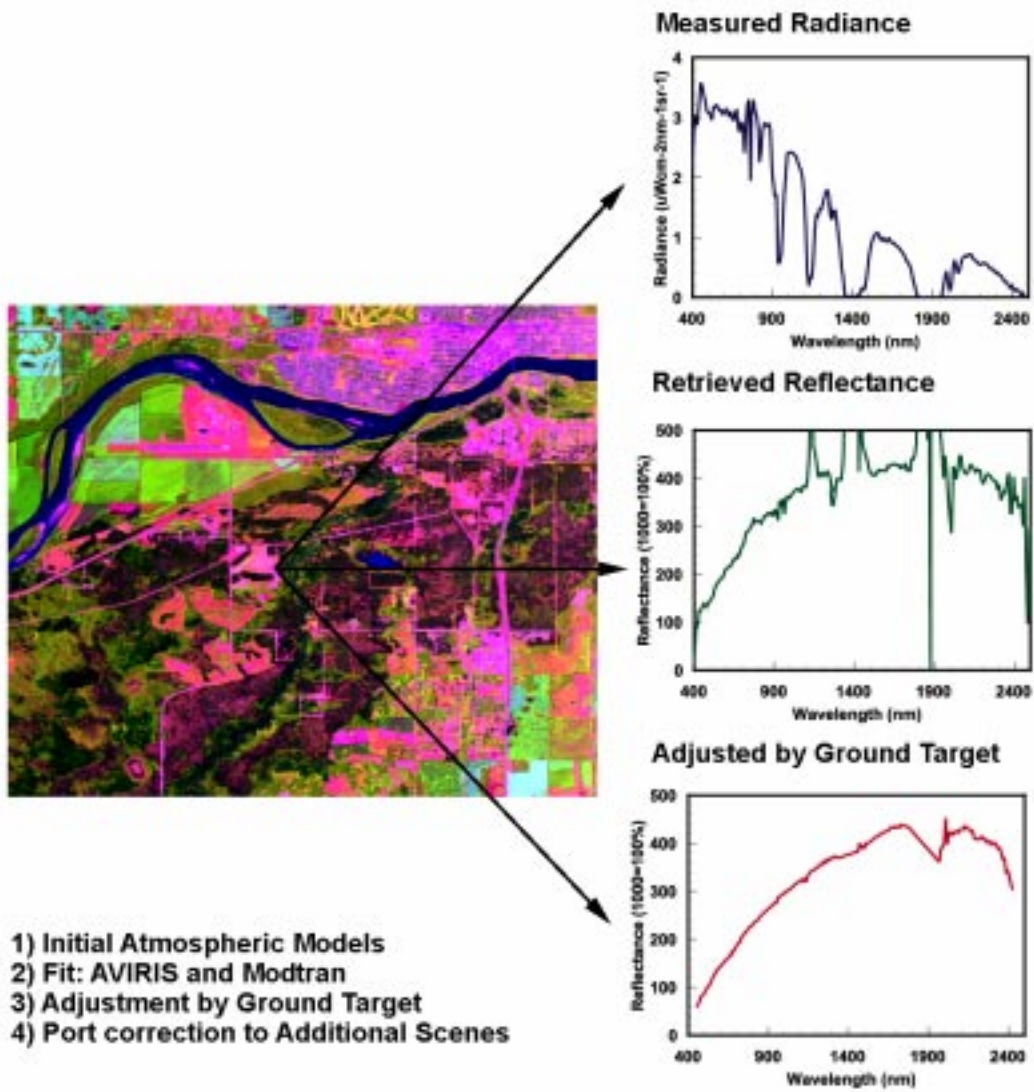 Measured Radiance
4
3
2
1
0
Radiance (uWcm-2nm-1sr-1)
400 900 1400 1900 2400
Wavelength (nm)
Retrieved Reflectance
500
400
300
200
100
0
Reflectance (1000=100%)
400 900 1400 1900 2400
Wavelength (nm)
Adjusted by Ground Target
500
400
300
200
100
0
Reflectance (1000=100%)
400 900 1400 1900 2400
Wavelength (nm)
1) Initial Atmospheric Models
2) Fit: AVIRIS and Modtran
3) Adjustment by Ground Target
4) Port correction to Additional Scenes